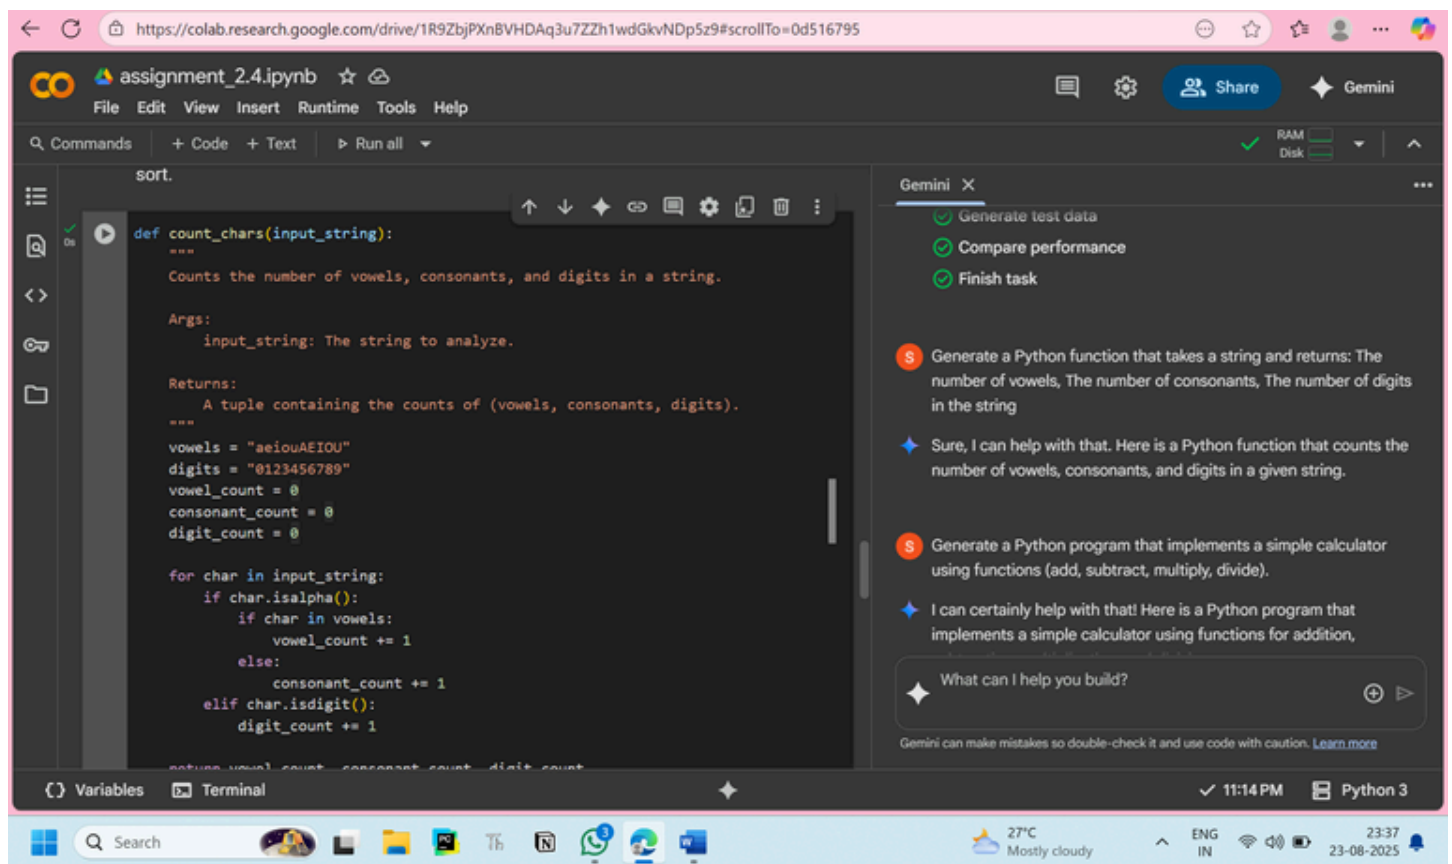 https://colab.research.google.com/drive/1R9ZbjPXnBVHDAq3u7ZZh1wdGkvNDp5z9#scrollTo=0d516795
assignment_2.4.ipynb
File Edit View Insert Runtime Tools Help
Share
Gemini
Commands + Code + Text Run all
RAM
Disk
sort.
0s
def count_chars(input_string):
"""
Counts the number of vowels, consonants, and digits in a string.
Args:
input_string: The string to analyze.
Returns:
A tuple containing the counts of (vowels, consonants, digits).
"""
vowels = "aeiouAEIOU"
digits = "0123456789"
vowel_count = 0
consonant_count = 0
digit_count = 0
for char in input_string:
if char.isalpha():
if char in vowels:
vowel_count += 1
else:
consonant_count += 1
elif char.isdigit():
digit_count += 1
return vowel_count, consonant_count, digit_count
Gemini
Generate test data
Compare performance
Finish task
S
Generate a Python function that takes a string and returns: The
number of vowels, The number of consonants, The number of digits
in the string
Sure, I can help with that. Here is a Python function that counts the
number of vowels, consonants, and digits in a given string.
S
Generate a Python program that implements a simple calculator
using functions (add, subtract, multiply, divide).
I can certainly help with that! Here is a Python program that
implements a simple calculator using functions for addition,
What can I help you build?
Gemini can make mistakes so double-check it and use code with caution. Learn more
Variables Terminal
11:14 PM Python 3
Search
PC
Th
N
3
27°C
Mostly cloudy
ENG
IN
23:37
23-08-2025